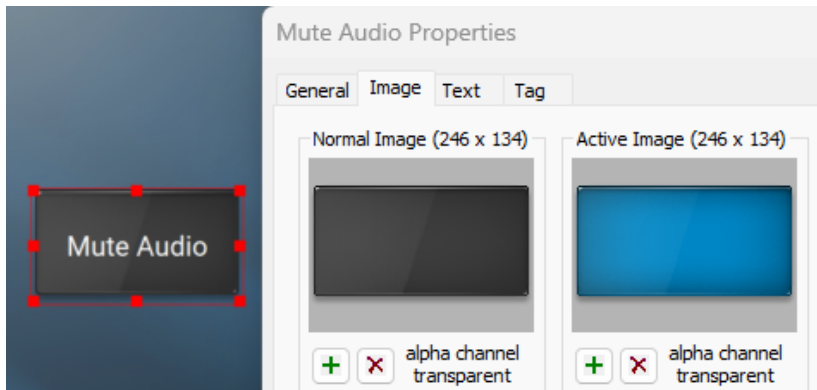 Mute Audio Properties
General Image Text Tag
Normal Image (246 x 134) Active Image (246 x 134)
Mute Audio
alpha channel
transparent
alpha channel
transparent